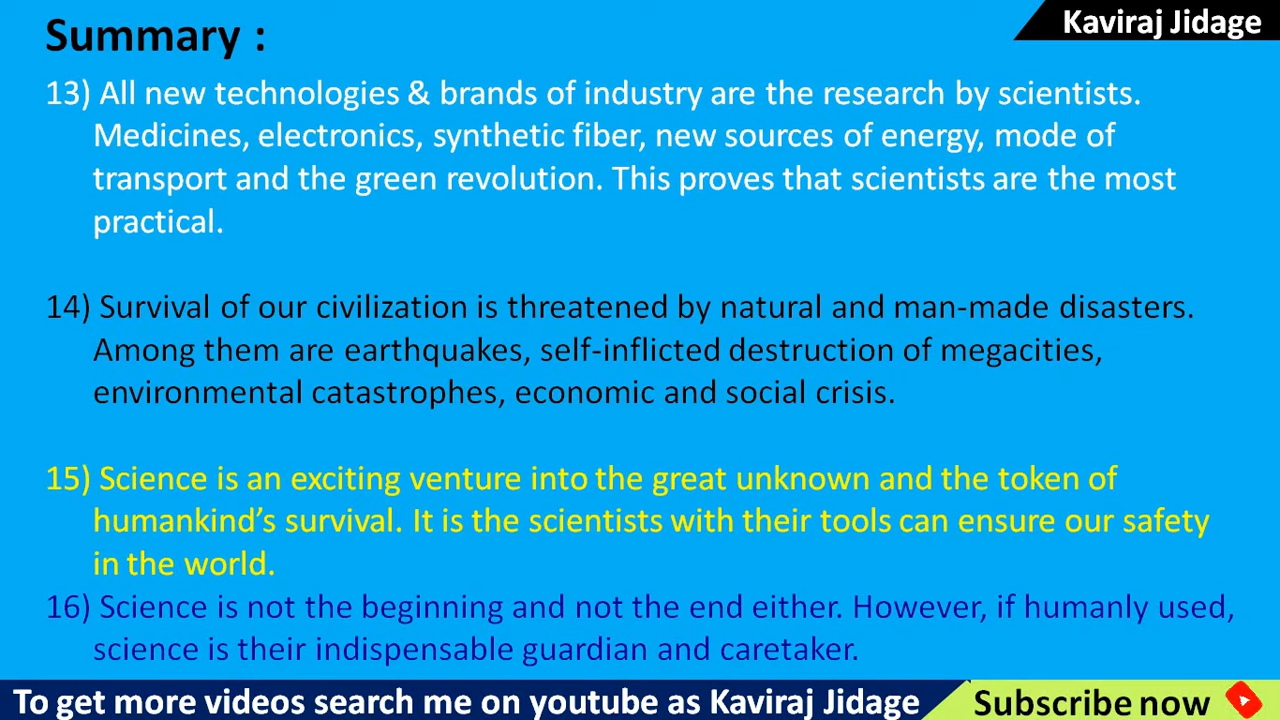 Summary :
Kaviraj Jidage
13) All new technologies & brands of industry are the research by scientists.
Medicines, electronics, synthetic fiber, new sources of energy, mode of
transport and the green revolution. This proves that scientists are the most
practical.
14) Survival of our civilization is threatened by natural and man-made disasters.
Among them are earthquakes, self-inflicted destruction of megacities,
environmental catastrophes, economic and social crisis.
15) Science is an exciting venture into the great unknown and the token of
humankind's survival. It is the scientists with their tools can ensure our safety
in the world.
16) Science is not the beginning and not the end either. However, if humanly used,
science is their indispensable guardian and caretaker.
To get more videos search me on youtube as Kaviraj Jidage
Subscribe now